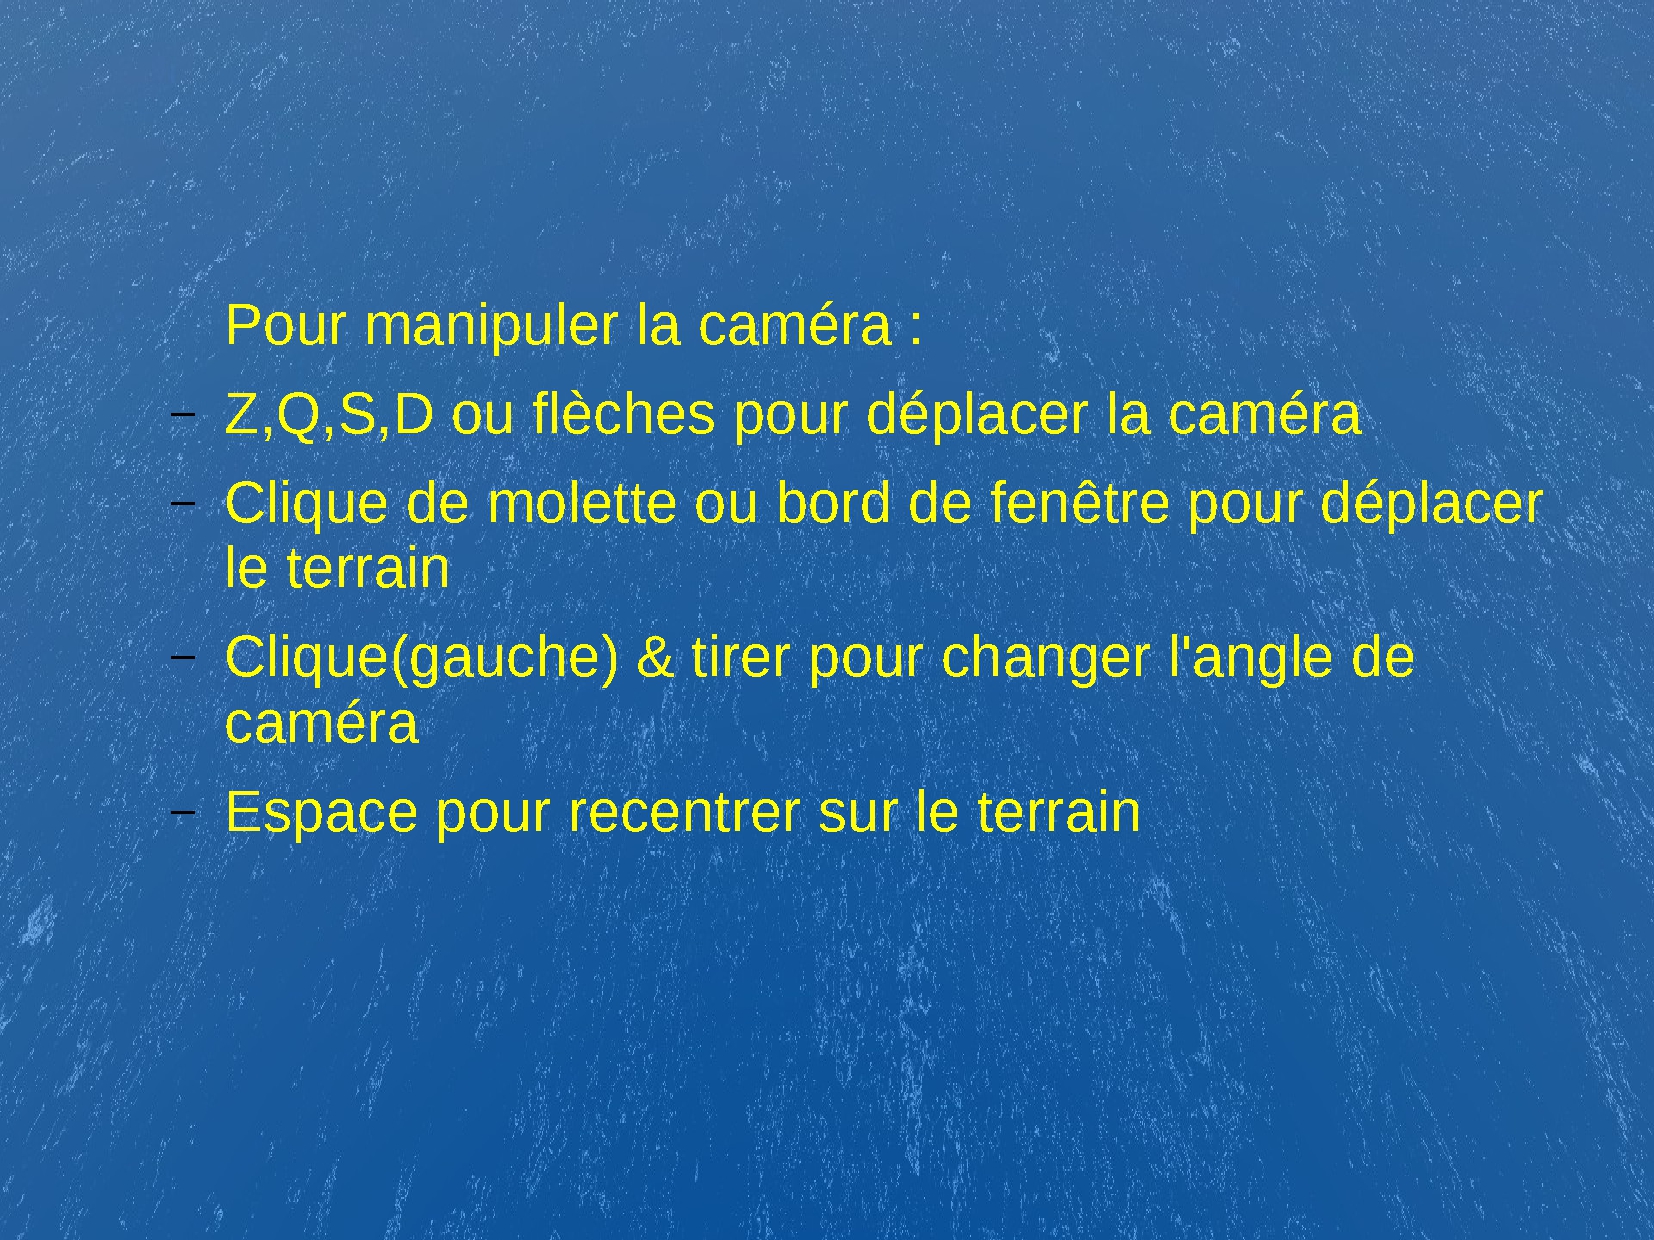 Pour manipuler la caméra :
– Z,Q,S,D ou flèches pour déplacer la caméra
– Clique de molette ou bord de fenêtre pour déplacer
le terrain
– Clique(gauche) & tirer pour changer l'angle de
caméra
– Espace pour recentrer sur le terrain